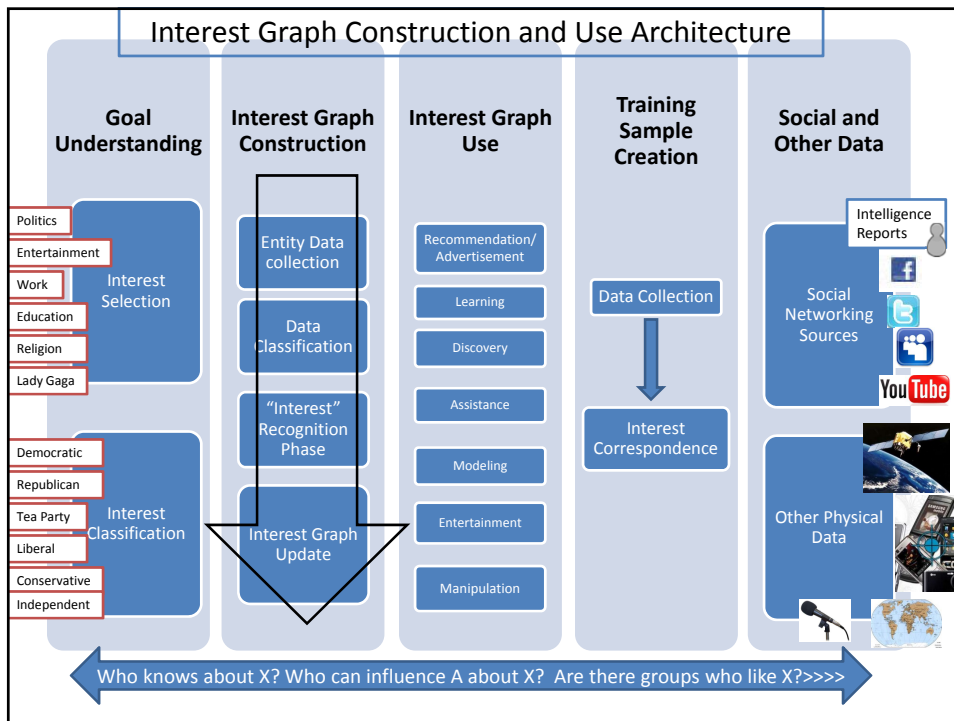 Interest Graph Construction and Use Architecture
Goal
Understanding
Politics
Entertainment
Work
Education
Religion
Lady Gaga
Interest
Selection
Democratic
Republican
Tea Party
Liberal
Conservative
Independent
Interest
Classification
Interest Graph
Construction
Entity Data
collection
Data
Classification
“Interest”
Recognition
Phase
Interest Graph
Update
Interest Graph
Use
Recommendation/
Advertisement
Learning
Discovery
Assistance
Modeling
Entertainment
Manipulation
Training
Sample
Creation
Data Collection
Interest
Correspondence
Social and
Other Data
Intelligence
Reports
Social
Networking
Sources
f
t
YouTube
Other Physical
Data
Who knows about X? Who can influence A about X? Are there groups who like X?>>>>